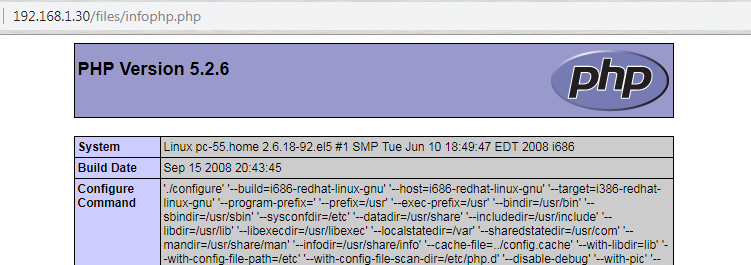 192.168.1.30/files/infophp.php
PHP Version 5.2.6
php
System Linux pc-55.home 2.6.18-92.el5 #1 SMP Tue Jun 10 18:49:47 EDT 2008 i686
Build Date Sep 15 2008 20:43:45
Configure Command './configure' '--build=i686-redhat-linux-gnu' '--host=i686-redhat-linux-gnu' '--target=i386-redhat-
linux-gnu' '--program-prefix=' '--prefix=/usr' '--exec-prefix=/usr' '--bindir=/usr/bin' '--
sbindir=/usr/sbin' '--sysconfdir=/etc' '--datadir=/usr/share' '--includedir=/usr/include' '--
libdir=/usr/lib' '--libexecdir=/usr/libexec' '--localstatedir=/var' '--sharedstatedir=/usr/com' '--
mandir=/usr/share/man' '--infodir=/usr/share/info' '--cache-file=../config.cache' '--with-libdir=lib' '-
-with-config-file-path=/etc' '--with-config-file-scan-dir=/etc/php.d' '--disable-debug' '--with-pic' '--